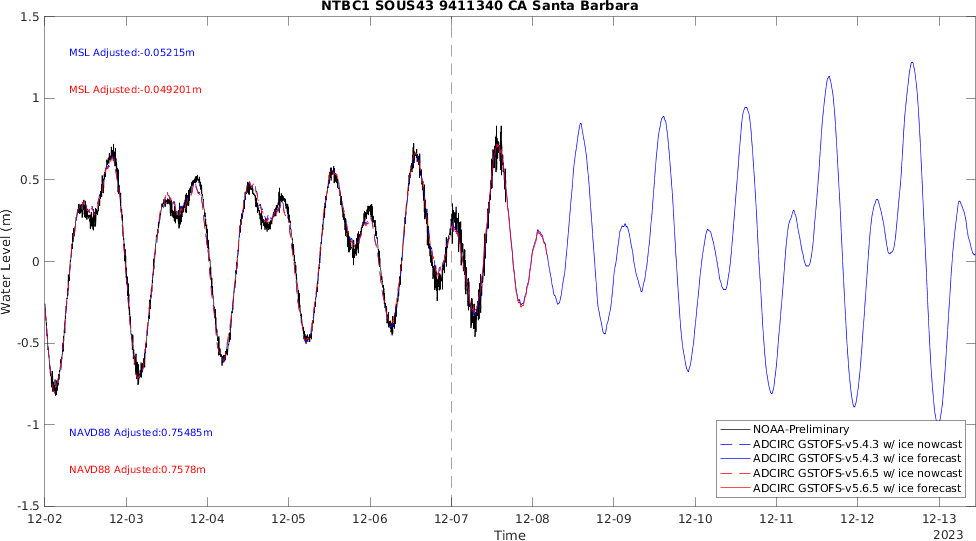 NTBC1 SOUS43 9411340 CA Santa Barbara
1.5
1
0.5
0
-0.5
-1
-1.5
Water Level (m)
MSL Adjusted:-0.05215m
MSL Adjusted:-0.049201m
NAVD88 Adjusted:0.75485m
NAVD88 Adjusted:0.7578m
NOAA-Preliminary
ADCIRC GSTOFS-v5.4.3 w/ ice nowcast
ADCIRC GSTOFS-v5.4.3 w/ ice forecast
ADCIRC GSTOFS-v5.6.5 w/ ice nowcast
ADCIRC GSTOFS-v5.6.5 w/ ice forecast
12-02 12-03 12-04 12-05 12-06 12-07 12-08 12-09 12-10 12-11 12-12 12-13
2023
Time